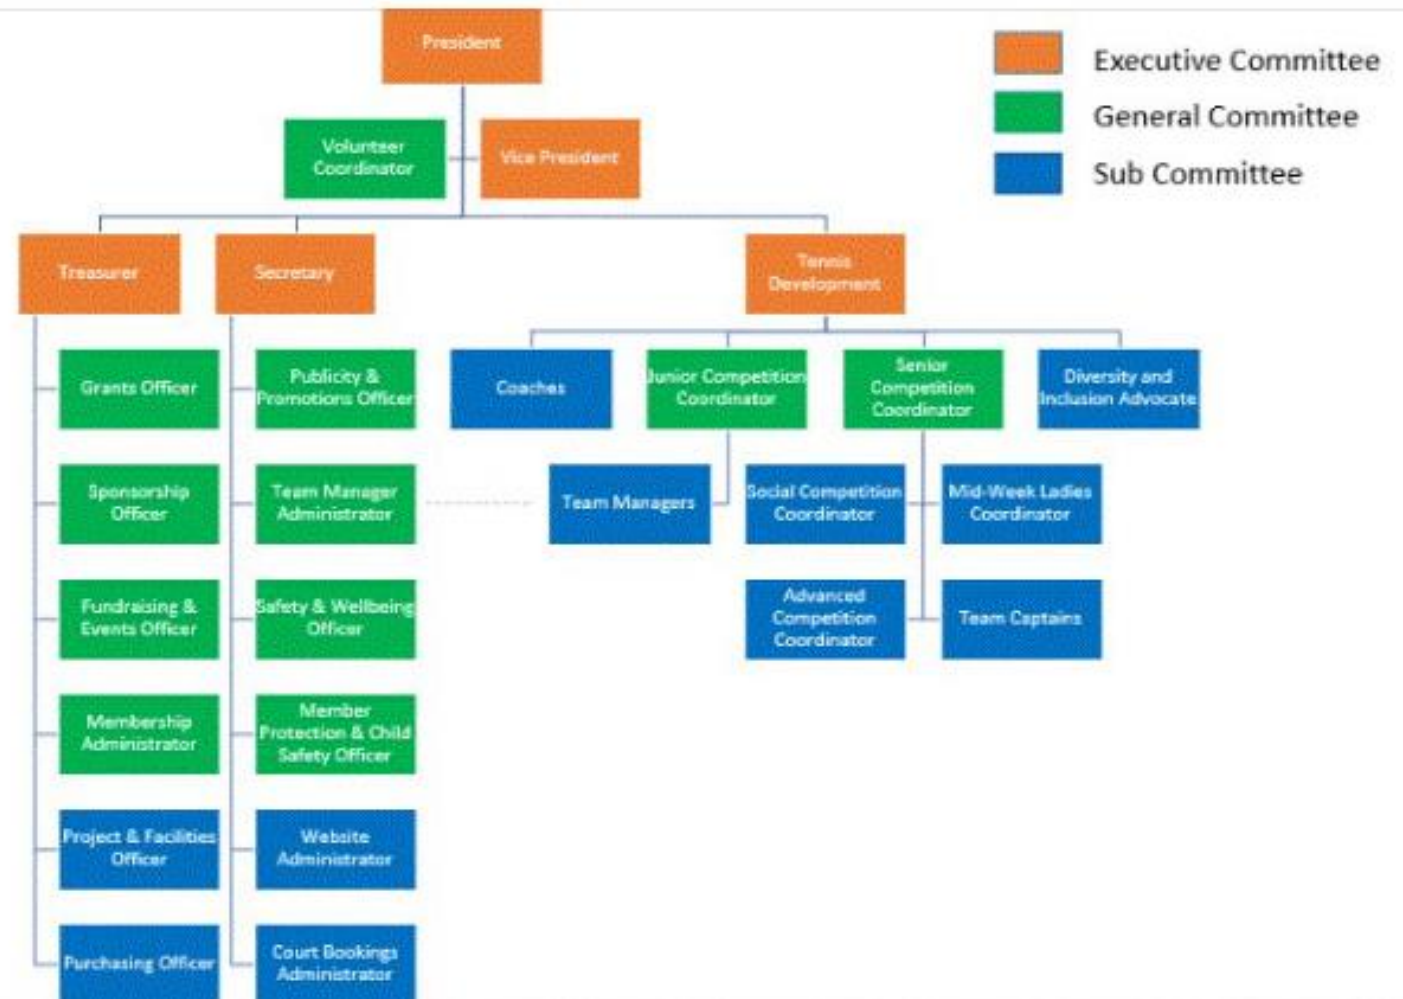 President
Executive Committee
General Committee
Sub Committee
Volunteer
Coordinator
Vice President
Treasurer
Secretary
Tennis
Development
Grants Officer
Publicity &
Promotions Officer
Coaches
Junior Competition
Coordinator
Senior
Competition
Coordinator
Diversity and
Inclusion Advocate
Sponsorship
Officer
Team Manager
Administrator
Team Managers
Social Competition
Coordinator
Mid-Week Ladies
Coordinator
Fundraising &
Events Officer
Safety & Wellbeing
Officer
Advanced
Competition
Coordinator
Team Captains
Membership
Administrator
Member
Protection & Child
Safety Officer
Project & Facilities
Officer
Website
Administrator
Purchasing Officer
Court Bookings
Administrator